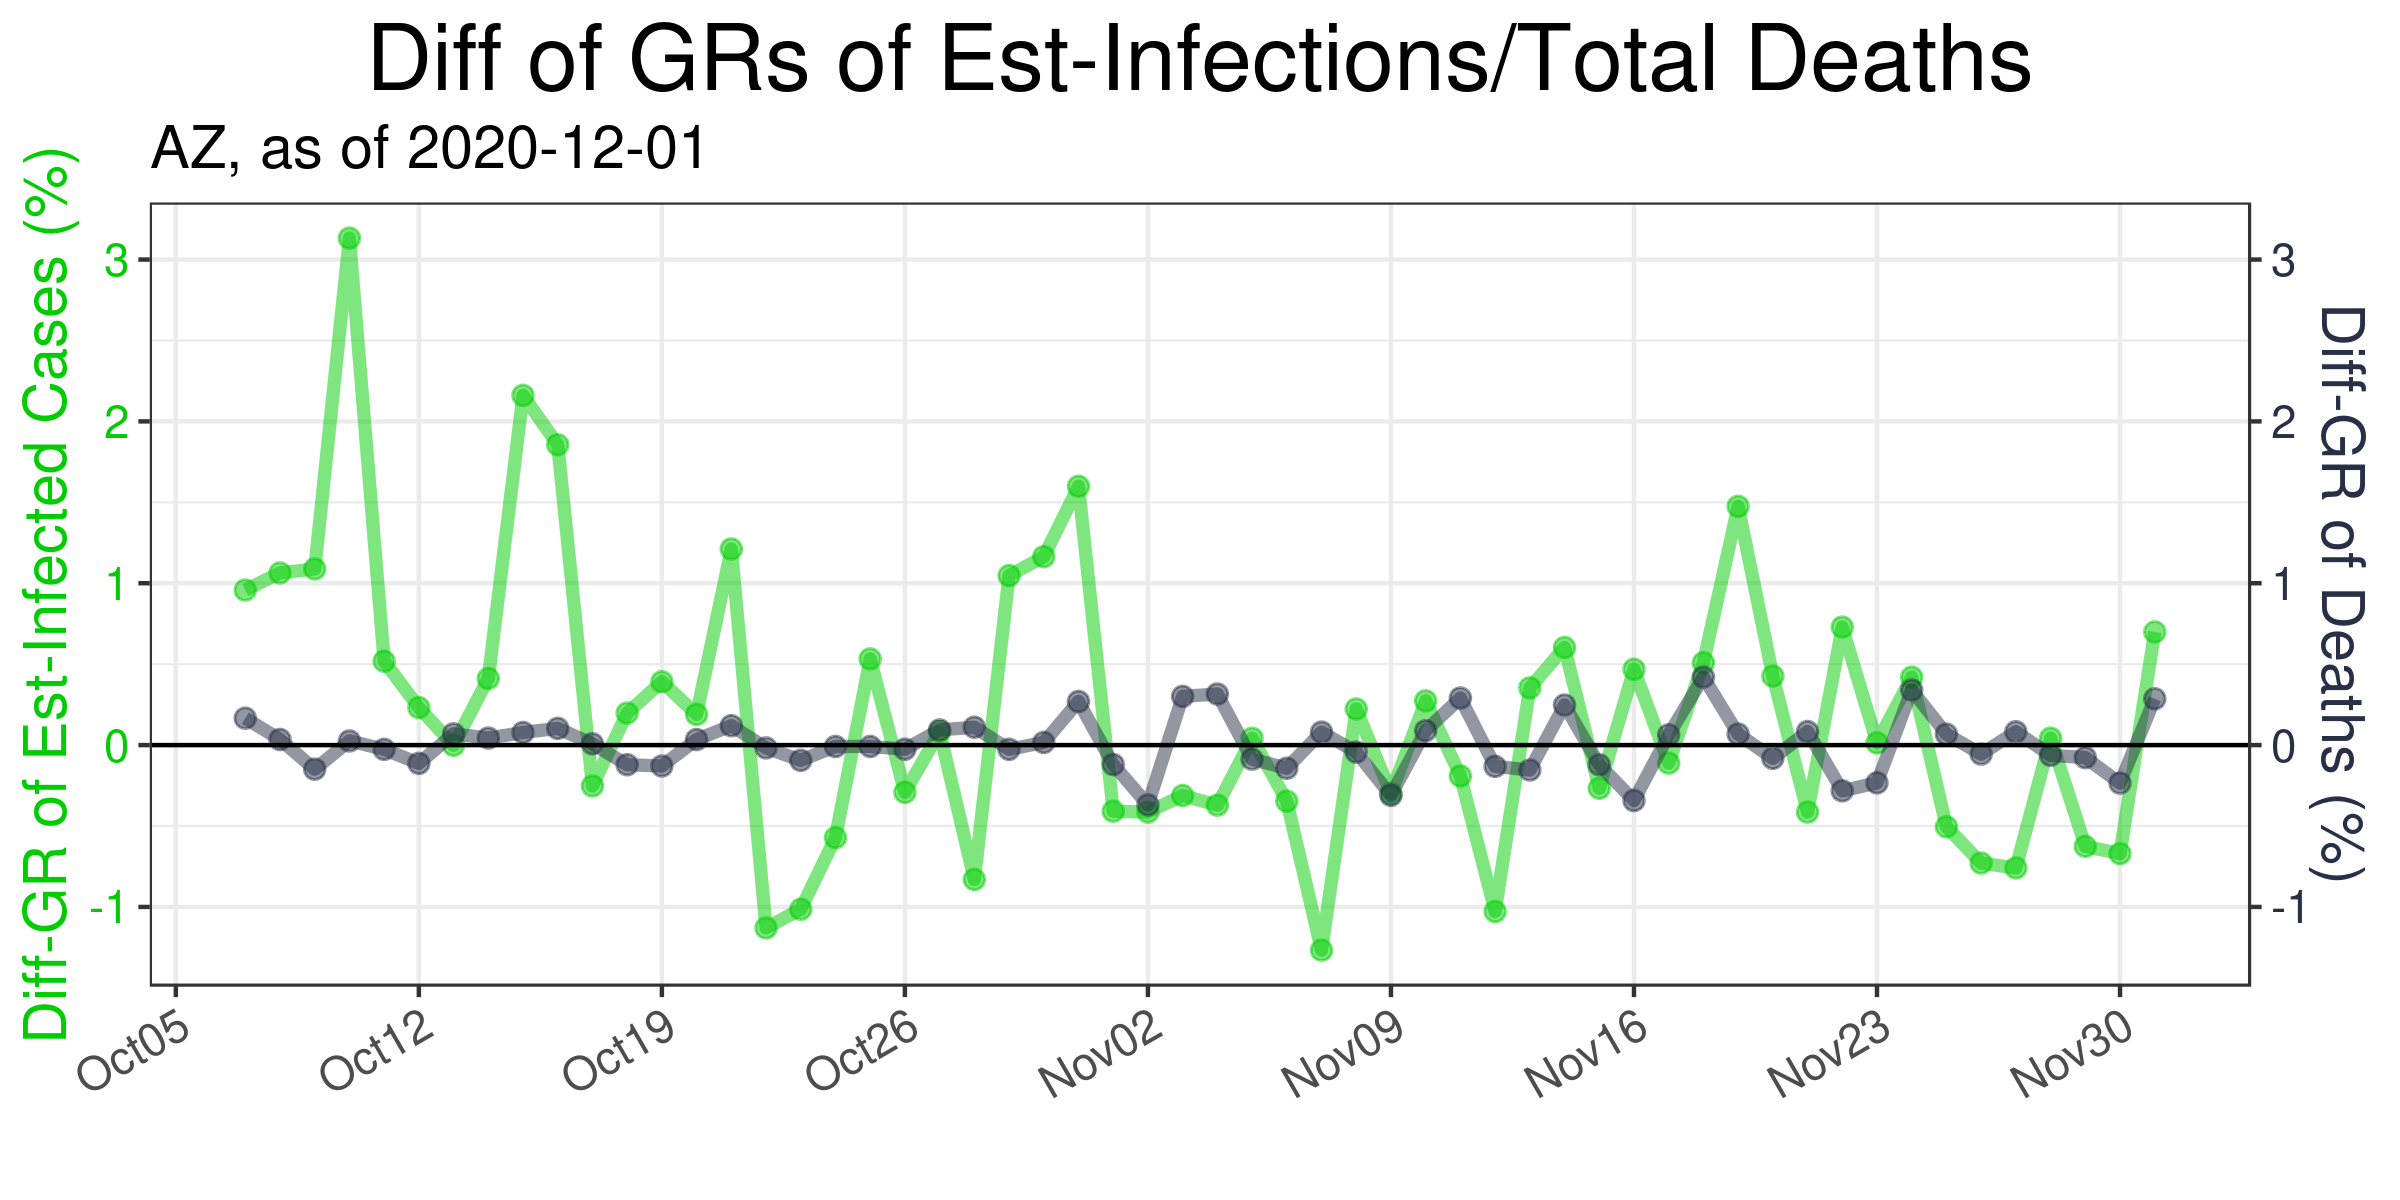 Diff of GRs of Est-Infections/Total Deaths
AZ, as of 2020-12-01
Diff-GR of Est-Infected Cases (%)
3
2
1
0
-1
3
2
1
0
-1
Diff-GR of Deaths (%)
Oct05
Oct12
Oct19
Oct26
Nov02
Nov09
Nov16
Nov23
Nov30